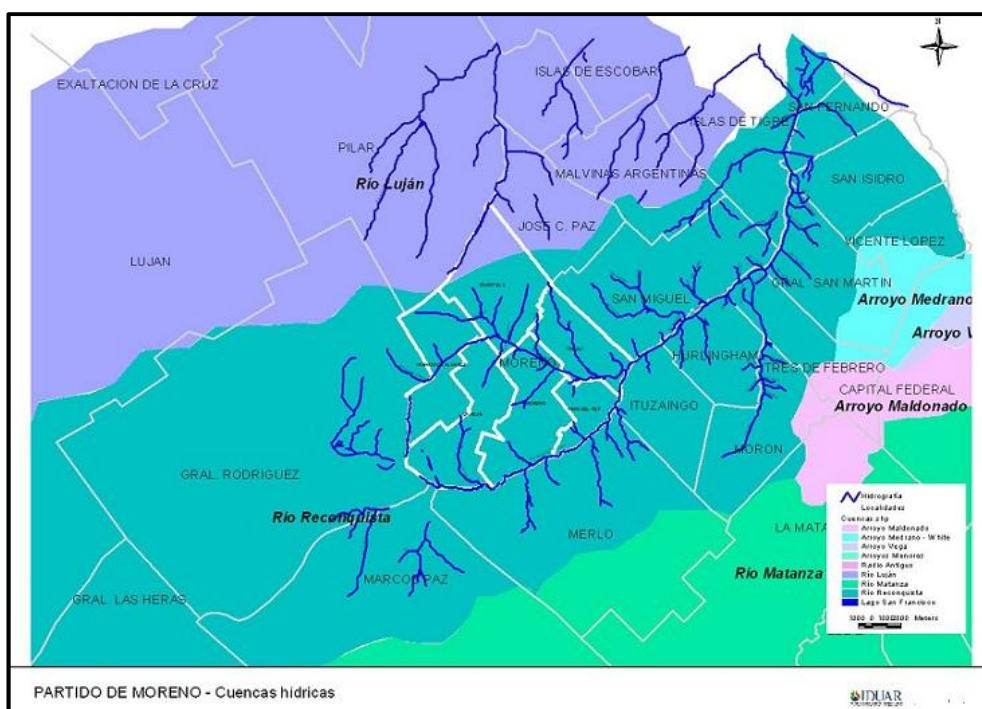 N
EXALTACION DE LA CRUZ
ISLAS DE ESCOBAR
SAN FERNANDO
ISLAS DE TIGRE
PILAR
Río Luján
MALVINAS ARGENTINAS
SAN ISIDRO
JOSE C. PAZ
LUJAN
VICENTE LOPEZ
GRAL. SAN MARTIN
SAN MIGUEL
Arroyo Medrano
Arroyo V
MORENO
HURLINGHAM
TRES DE FEBRERO
CAPITAL FEDERAL
ITUZAINGO
Arroyo Maldonado
MORON
GRAL. RODRIGUEZ
Río Reconquista
MERLO
LA MATA
MARCOS PAZ
Río Matanza
GRAL. LAS HERAS
Hidrografía
Localidades
Cuencas
Arroyo Maldonado
Arroyo Medrano - White
Arroyo Vega
Arroyos Menores
Radio Antiguo
Río Luján
Río Matanza
Río Reconquista
Lago San Francisco
Meters
PARTIDO DE MORENO - Cuencas hídricas
IDUAR